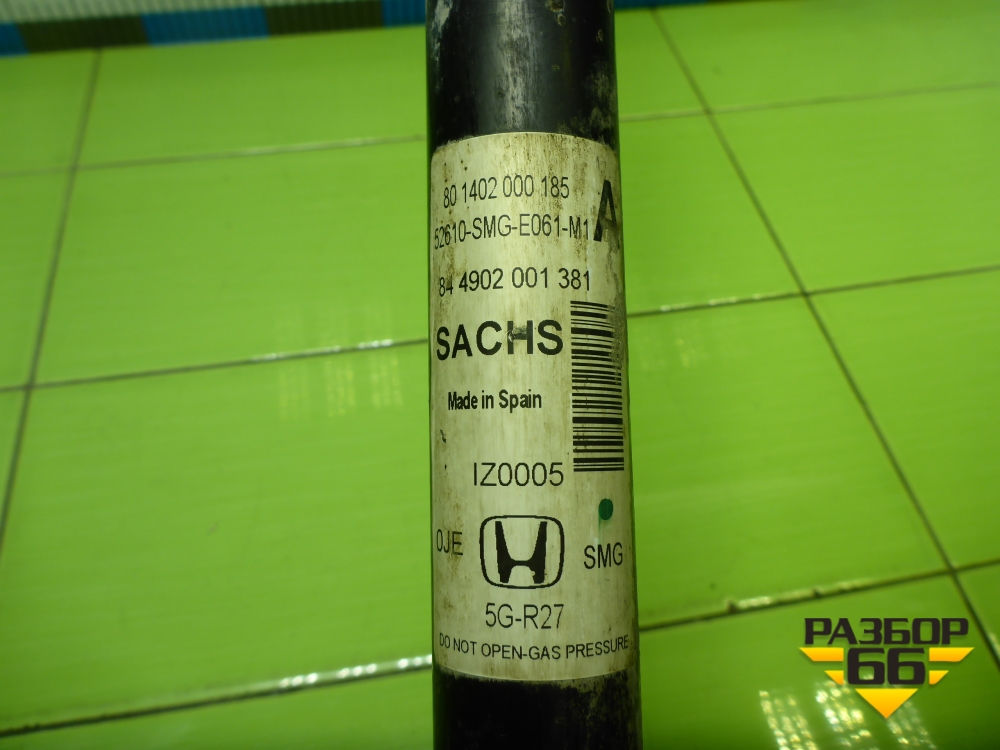 80 1402 000 185
A
52610-SMG-E061-M1
84 4902 001 381
SACHS
Made in Spain
IZ0005
0JE
SMG
5G-R27
DO NOT OPEN-GAS PRESSURE
РАЗБОР
66